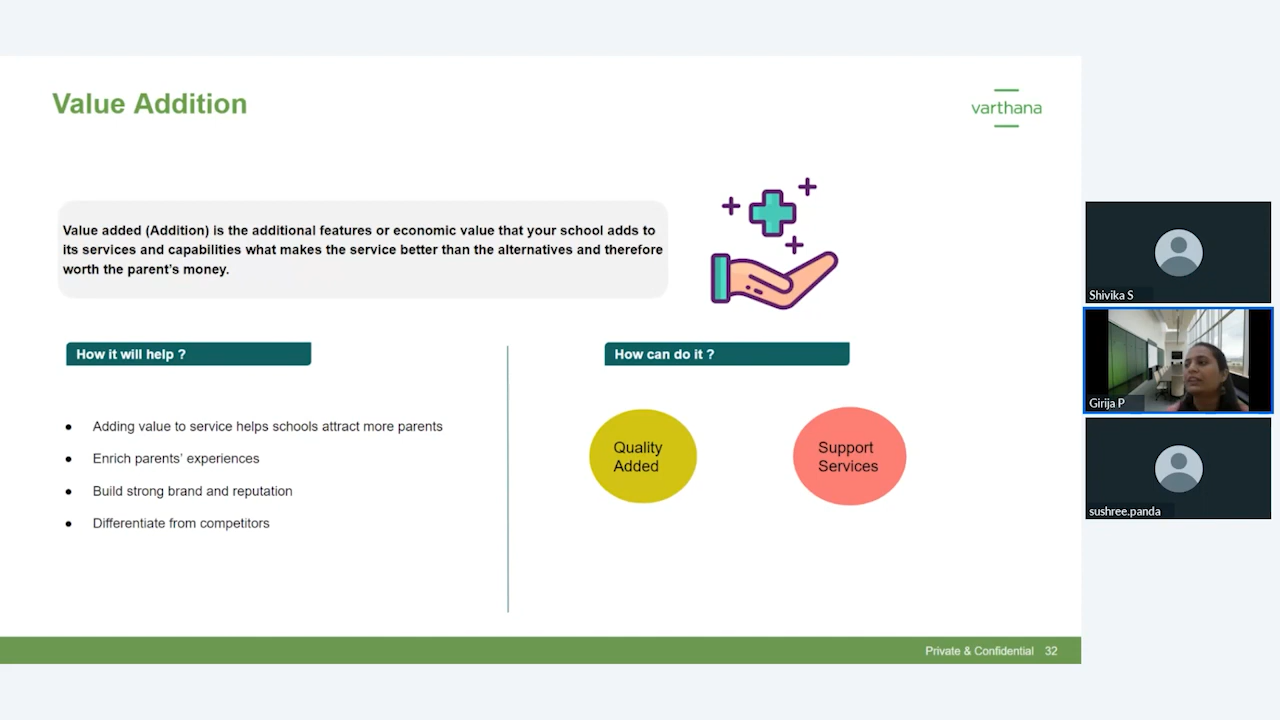 Value Addition
varthana
Value added (Addition) is the additional features or economic value that your school adds to
its services and capabilities what makes the service better than the alternatives and therefore
worth the parent's money.
How it will help ?
Adding value to service helps schools attract more parents
Enrich parents' experiences
Build strong brand and reputation
Differentiate from competitors
How can do it ?
Quality
Added
Support
Services
Private & Confidential 32
Shivika S
Girija P
sushree.panda